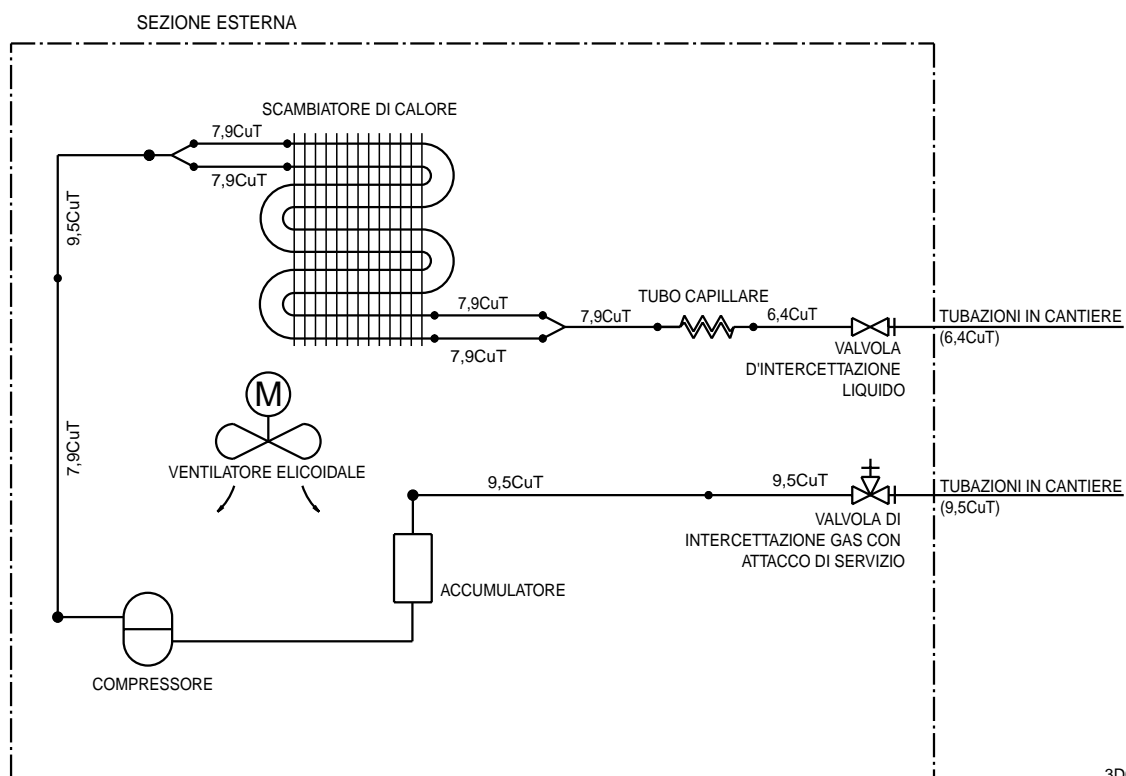 SEZIONE ESTERNA
SCAMBIATORE DI CALORE
7,9CuT
7,9CuT
9,5CuT
7,9CuT
7,9CuT
7,9CuT
TUBO CAPILLARE
7,9CuT
6,4CuT
TUBAZIONI IN CANTIERE
(6,4CuT)
VALVOLA
D'INTERCETTAZIONE
LIQUIDO
M
VENTILATORE ELICOIDALE
9,5CuT
9,5CuT
TUBAZIONI IN CANTIERE
(9,5CuT)
VALVOLA DI
INTERCETTAZIONE GAS CON
ATTACCO DI SERVIZIO
ACCUMULATORE
COMPRESSORE
3D